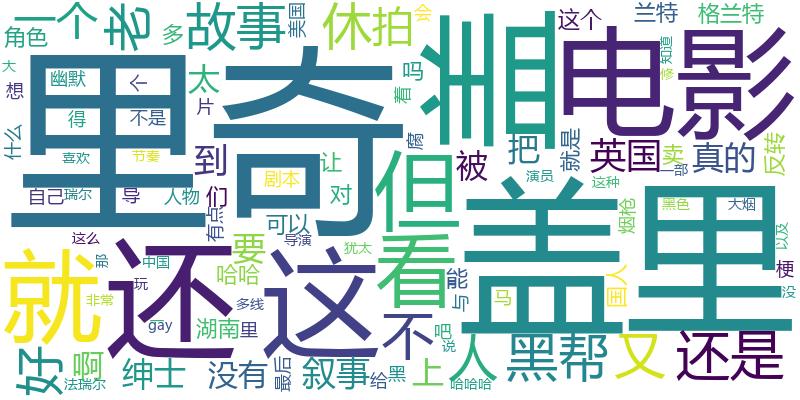 一个
老
故事
休拍
美国
会
这个
兰特
格兰特
角色
多
大
想
幽默
个
太
片
着
吗
盖
电影
知道
够
里奇
什么
得
不是
喜欢
节奏
到
剧本
让
腐
但
被
把
就是
英国
卖
真的
反转
一部
自己
瑞尔
导
人物
们
有点
可以
对
看
演员
这种
盖里
烟枪
黑色
大烟
以及
这么
那
中国
要
导演
犹太
就
还
这
哈哈
玩
非常
多线
能
与
马
国人
梗
没
gay
湖南
里
不
吧
说
好
啊
法瑞尔
绅士
没有
最后
叙事
给
黑
上
人
哈哈哈
黑帮
又
还是